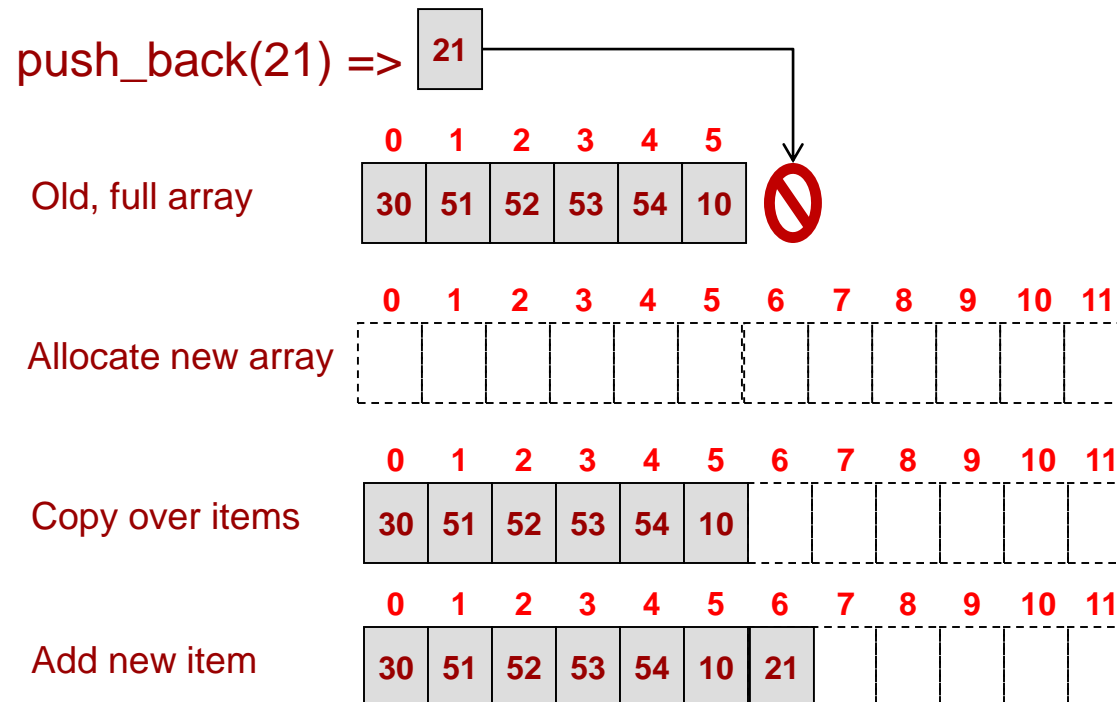 push_back(21) => 21
0 1 2 3 4 5
Old, full array 30 51 52 53 54 10
0 1 2 3 4 5 6 7 8 9 10 11
Allocate new array
0 1 2 3 4 5 6 7 8 9 10 11
Copy over items 30 51 52 53 54 10
0 1 2 3 4 5 6 7 8 9 10 11
Add new item 30 51 52 53 54 10 21